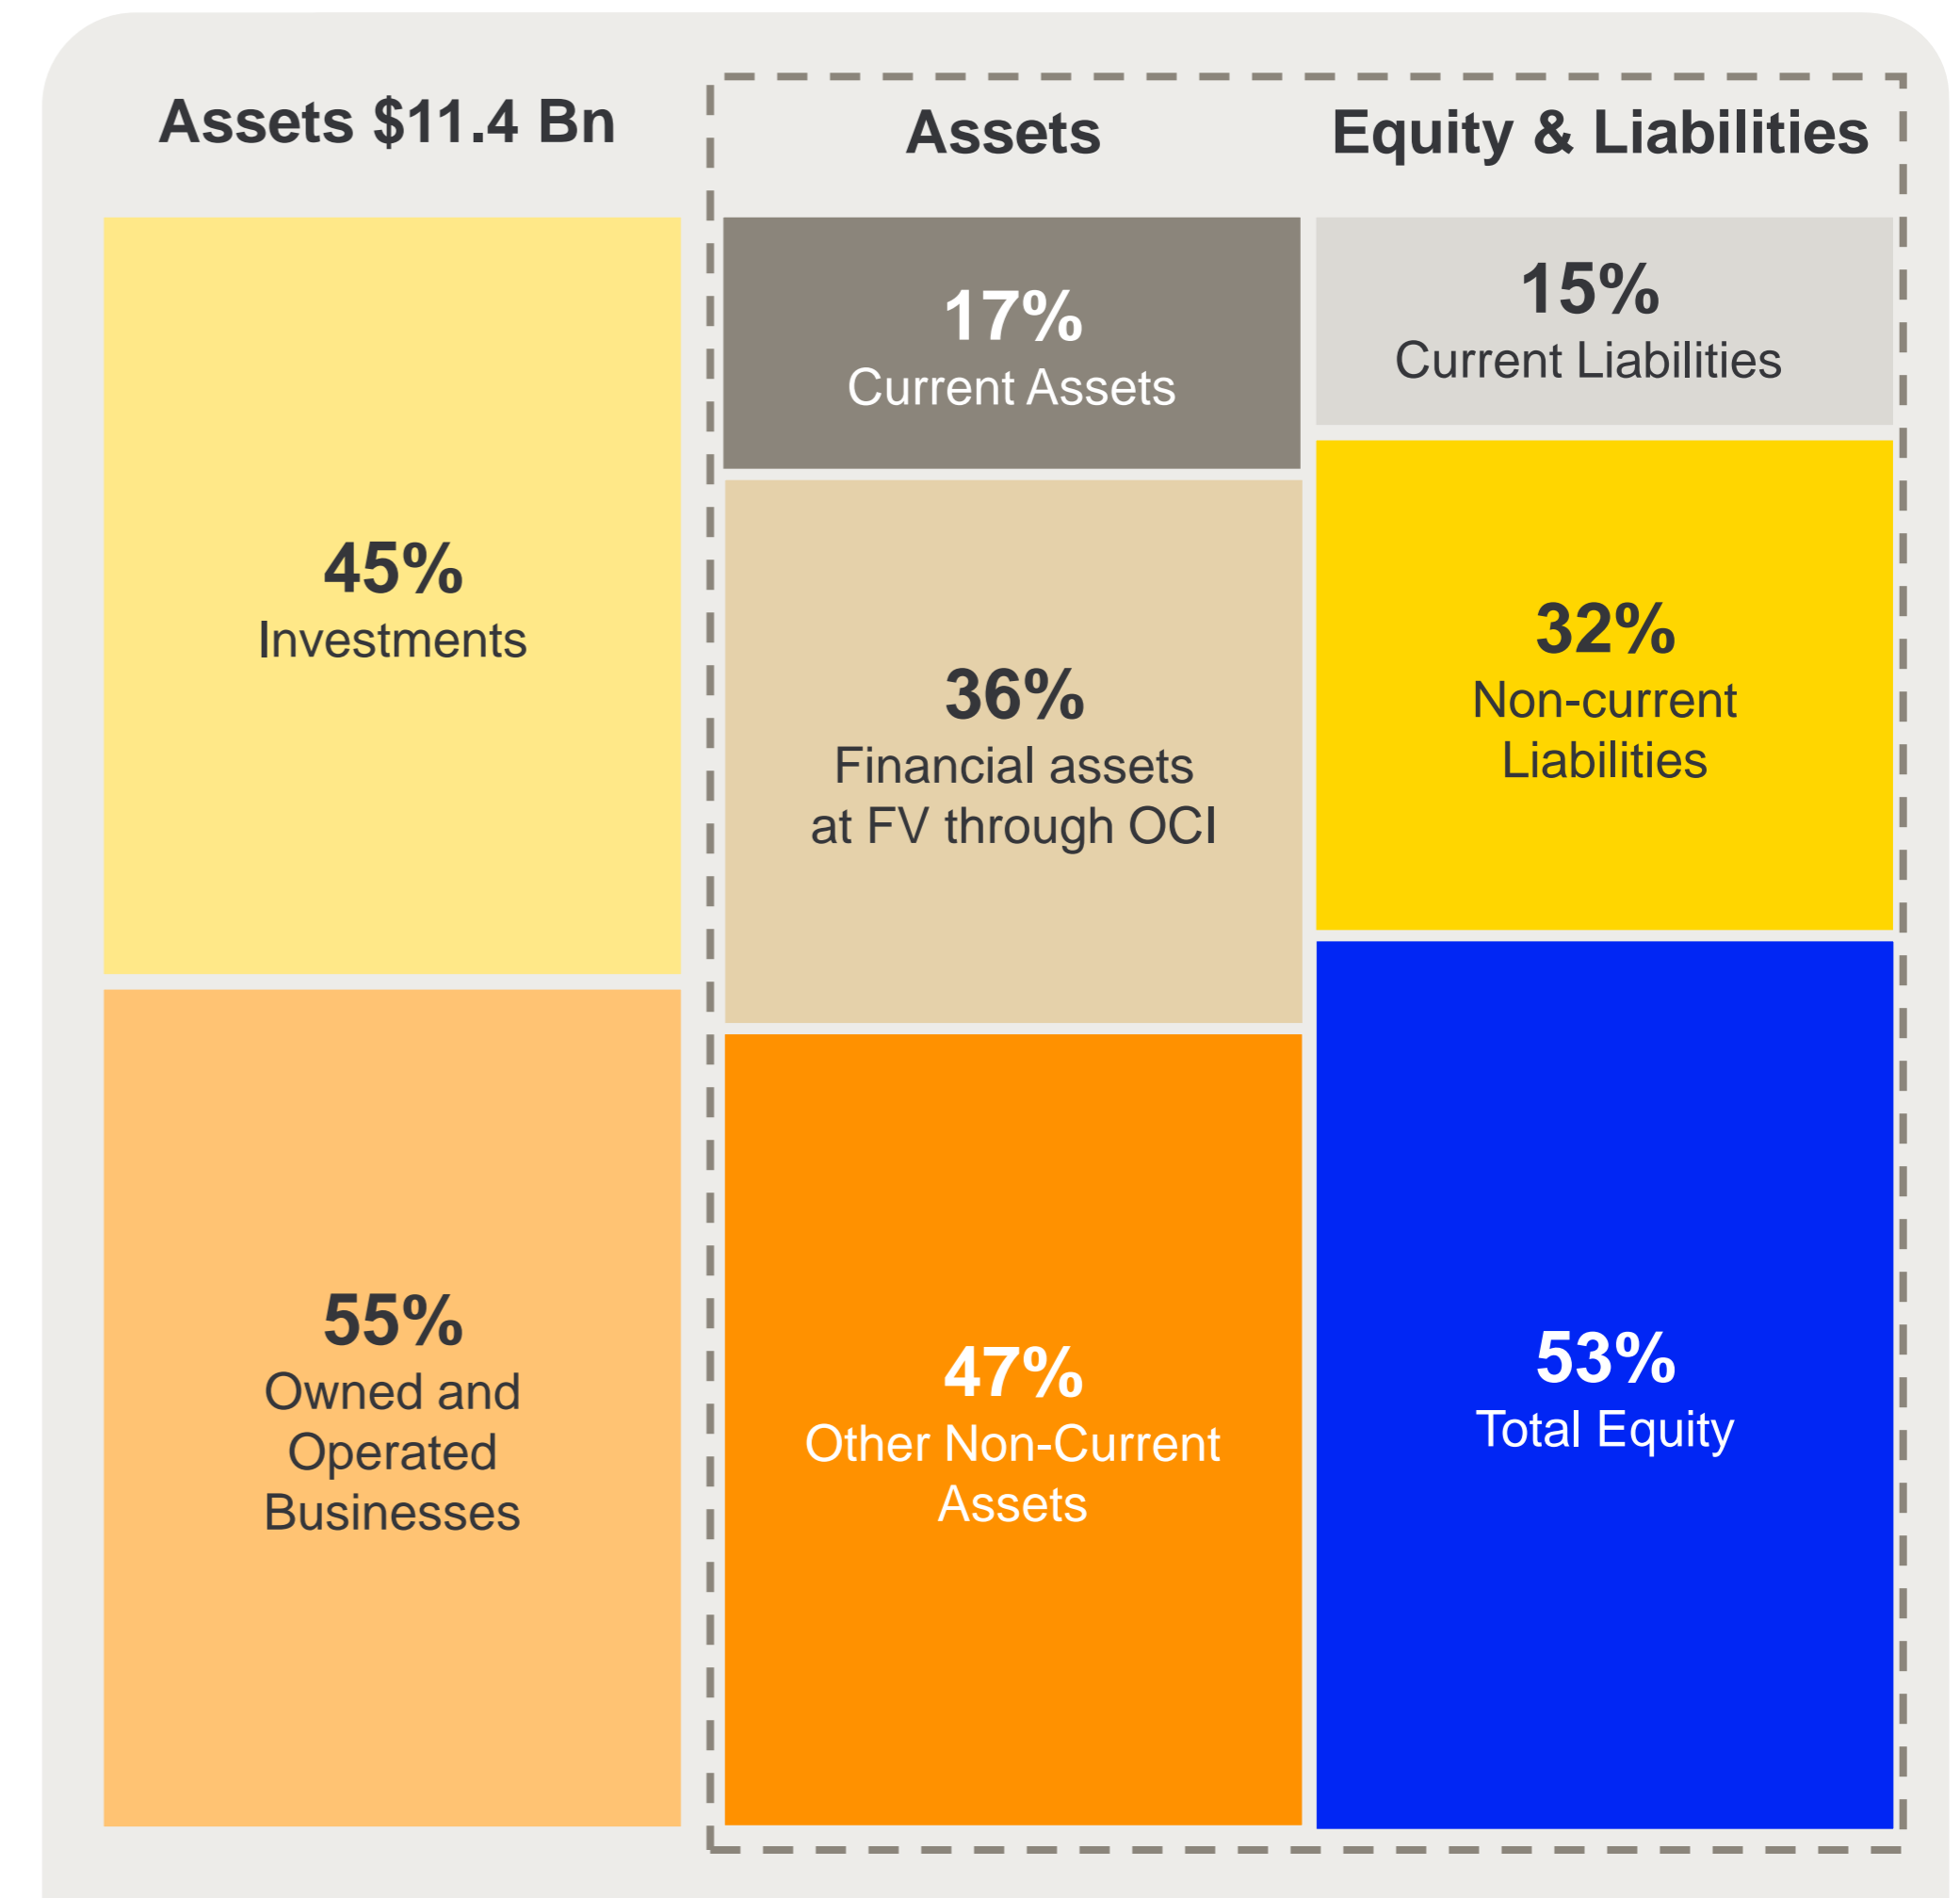 Assets $11.4 Bn
45%
Investments
55%
Owned and
Operated
Businesses
Assets
17%
Current Assets
36%
Financial assets
at FV through OCI
47%
Other Non-Current
Assets
Equity & Liabilities
15%
Current Liabilities
32%
Non-current
Liabilities
53%
Total Equity